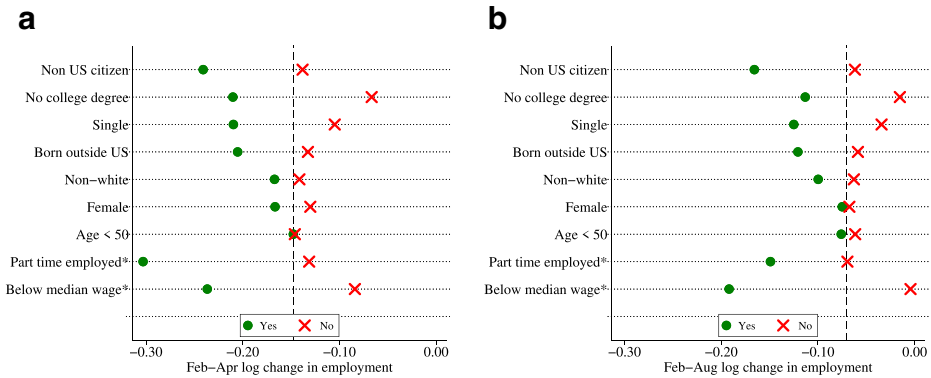 a
Non US citizen
No college degree
Single
Born outside US
Non−white
Female
Age < 50
Part time employed*
Below median wage*
Yes No
−0.30 −0.20 −0.10 0.00
Feb−Apr log change in employment
b
Non US citizen
No college degree
Single
Born outside US
Non−white
Female
Age < 50
Part time employed*
Below median wage*
Yes No
−0.30 −0.20 −0.10 0.00
Feb−Aug log change in employment